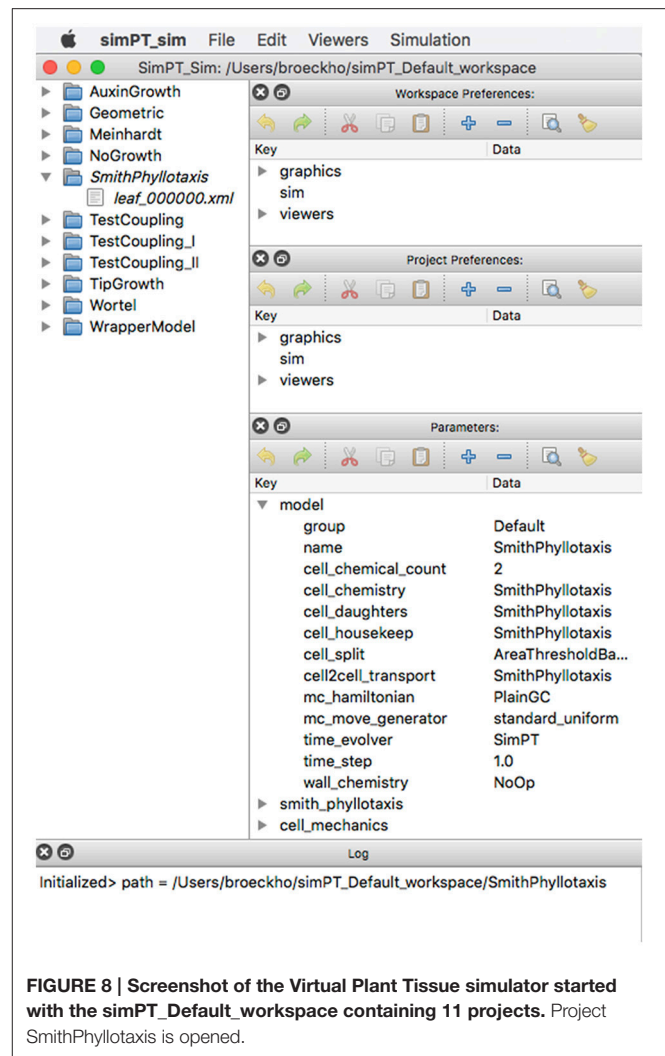 simPT_sim File Edit Viewers Simulation
SimPT_Sim: /Users/broeckho/simPT_Default_workspace
AuxinGrowth
Geometric
Meinhardt
NoGrowth
SmithPhyllotaxis
leaf_000000.xml
TestCoupling
TestCoupling_I
TestCoupling_II
TipGrowth
Wortel
WrapperModel
Workspace Preferences:
Key Data
graphics
sim
viewers
Project Preferences:
Key Data
graphics
sim
viewers
Parameters:
Key Data
model
group Default
name SmithPhyllotaxis
cell_chemical_count 2
cell_chemistry SmithPhyllotaxis
cell_daughters SmithPhyllotaxis
cell_housekeep SmithPhyllotaxis
cell_split AreaThresholdBa...
cell2cell_transport SmithPhyllotaxis
mc_hamiltonian PlainGC
mc_move_generator standard_uniform
time_evolver SimPT
time_step 1.0
wall_chemistry NoOp
smith_phyllotaxis
cell_mechanics
Log
Initialized> path = /Users/broeckho/simPT_Default_workspace/SmithPhyllotaxis
FIGURE 8 | Screenshot of the Virtual Plant Tissue simulator started
with the simPT_Default_workspace containing 11 projects. Project
SmithPhyllotaxis is opened.